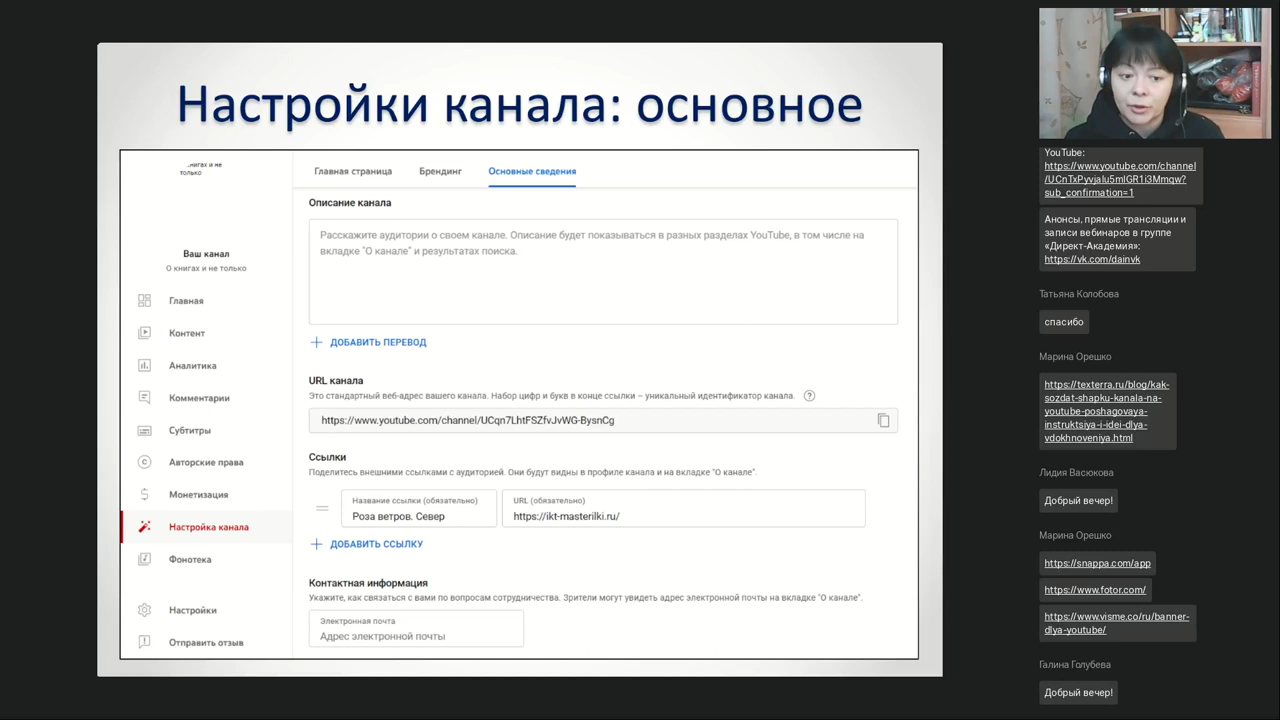 Настройки канала: основное
...книгах и не
только
Ваш канал
О книгах и не только
Главная
Контент
Аналитика
Комментарии
Субтитры
Авторские права
Монетизация
Настройка канала
Фонотека
Настройки
Отправить отзыв
Главная страница
Брендинг
Основные сведения
Описание канала
Расскажите аудитории о своем канале. Описание будет показываться в разных разделах YouTube, в том числе на
вкладке "О канале" и результатах поиска.
ДОБАВИТЬ ПЕРЕВОД
URL канала
Это стандартный веб-адрес вашего канала. Набор цифр и букв в конце ссылки – уникальный идентификатор канала.
https://www.youtube.com/channel/UCqn7LhtFSZfvJvWG-BysnCg
Ссылки
Поделитесь внешними ссылками с аудиторией. Они будут видны в профиле канала и на вкладке "О канале".
Название ссылки (обязательно)
Роза ветров. Север
URL (обязательно)
https://ikt-masterilki.ru/
ДОБАВИТЬ ССЫЛКУ
Контактная информация
Укажите, как связаться с вами по вопросам сотрудничества. Зрители могут увидеть адрес электронной почты на вкладке "О канале".
Электронная почта
Адрес электронной почты
YouTube:
https://www.youtube.com/channel
/UCnTxPyvjalu5mlGR1i3Mmqw?
sub_confirmation=1
Анонсы, прямые трансляции и
записи вебинаров в группе
«Директ-Академия»:
https://vk.com/dainvk
Татьяна Колобова
спасибо
Марина Орешко
https://texterra.ru/blog/kak-
sozdat-shapku-kanala-na-
youtube-poshagovaya-
instruktsiya-i-idei-dlya-
vdokhnoveniya.html
Лидия Васюкова
Добрый вечер!
Марина Орешко
https://snappa.com/app
https://www.fotor.com/
https://www.visme.co/ru/banner-
dlya-youtube/
Галина Голубева
Добрый вечер!